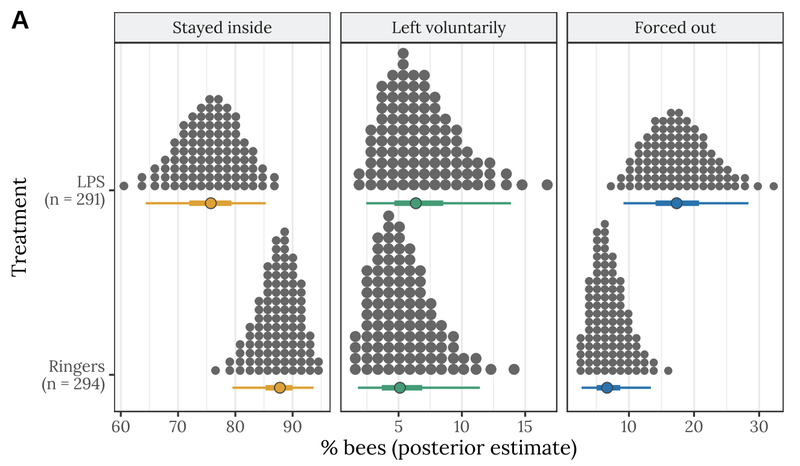 A
Stayed inside
Left voluntarily
Forced out
Treatment
LPS
(n = 291)
Ringers
(n = 294)
60 70 80 90
5 10 15
10 20 30
% bees (posterior estimate)